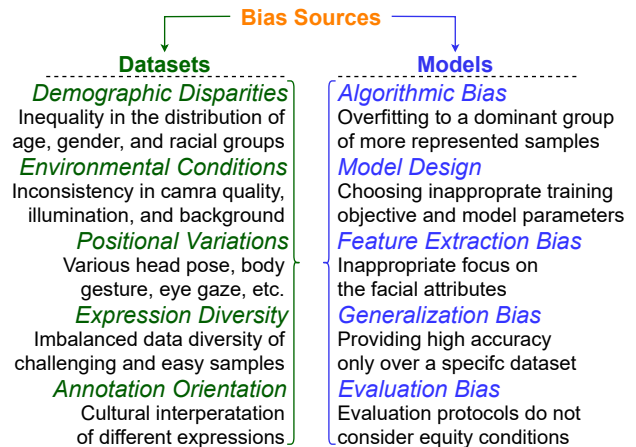 Bias Sources
Datasets
Demographic Disparities
Inequality in the distribution of
age, gender, and racial groups
Environmental Conditions
Inconsistency in camra quality,
illumination, and background
Positional Variations
Various head pose, body
gesture, eye gaze, etc.
Expression Diversity
Imbalanced data diversity of
challenging and easy samples
Annotation Orientation
Cultural interperatation
of different expressions
Models
Algorithmic Bias
Overfitting to a dominant group
of more represented samples
Model Design
Choosing inapproprate training
objective and model parameters
Feature Extraction Bias
Inappropriate focus on
the facial attributes
Generalization Bias
Providing high accuracy
only over a specifc dataset
Evaluation Bias
Evaluation protocols do not
consider equity conditions